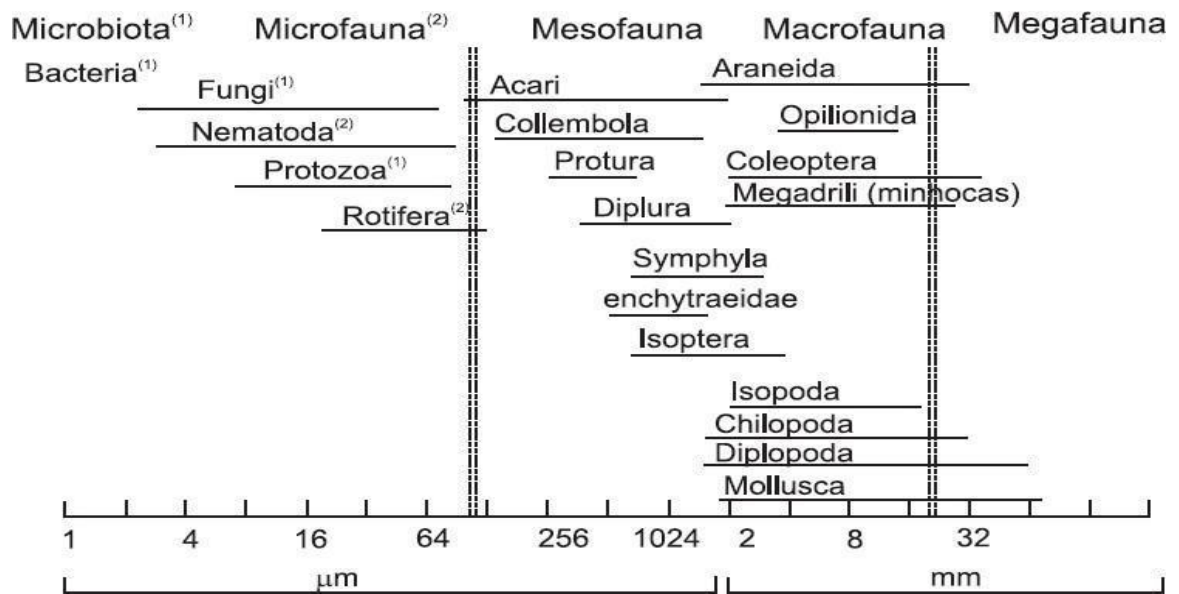 Microbiota(1) Microfauna(2) Mesofauna Macrofauna Megafauna
Bacteria(1)
Araneida
Fungi(1)
Acari
Opilionida
Nematoda(2)
Collembola
Protozoa(1)
Protura
Coleoptera
Megadrili (minhocas)
Rotifera(2)
Diplura
Symphyla
enchytraeidae
Isoptera
Isopoda
Chilopoda
Diplopoda
Mollusca
1 4 16 64 256 1024 2 8 32
μm mm